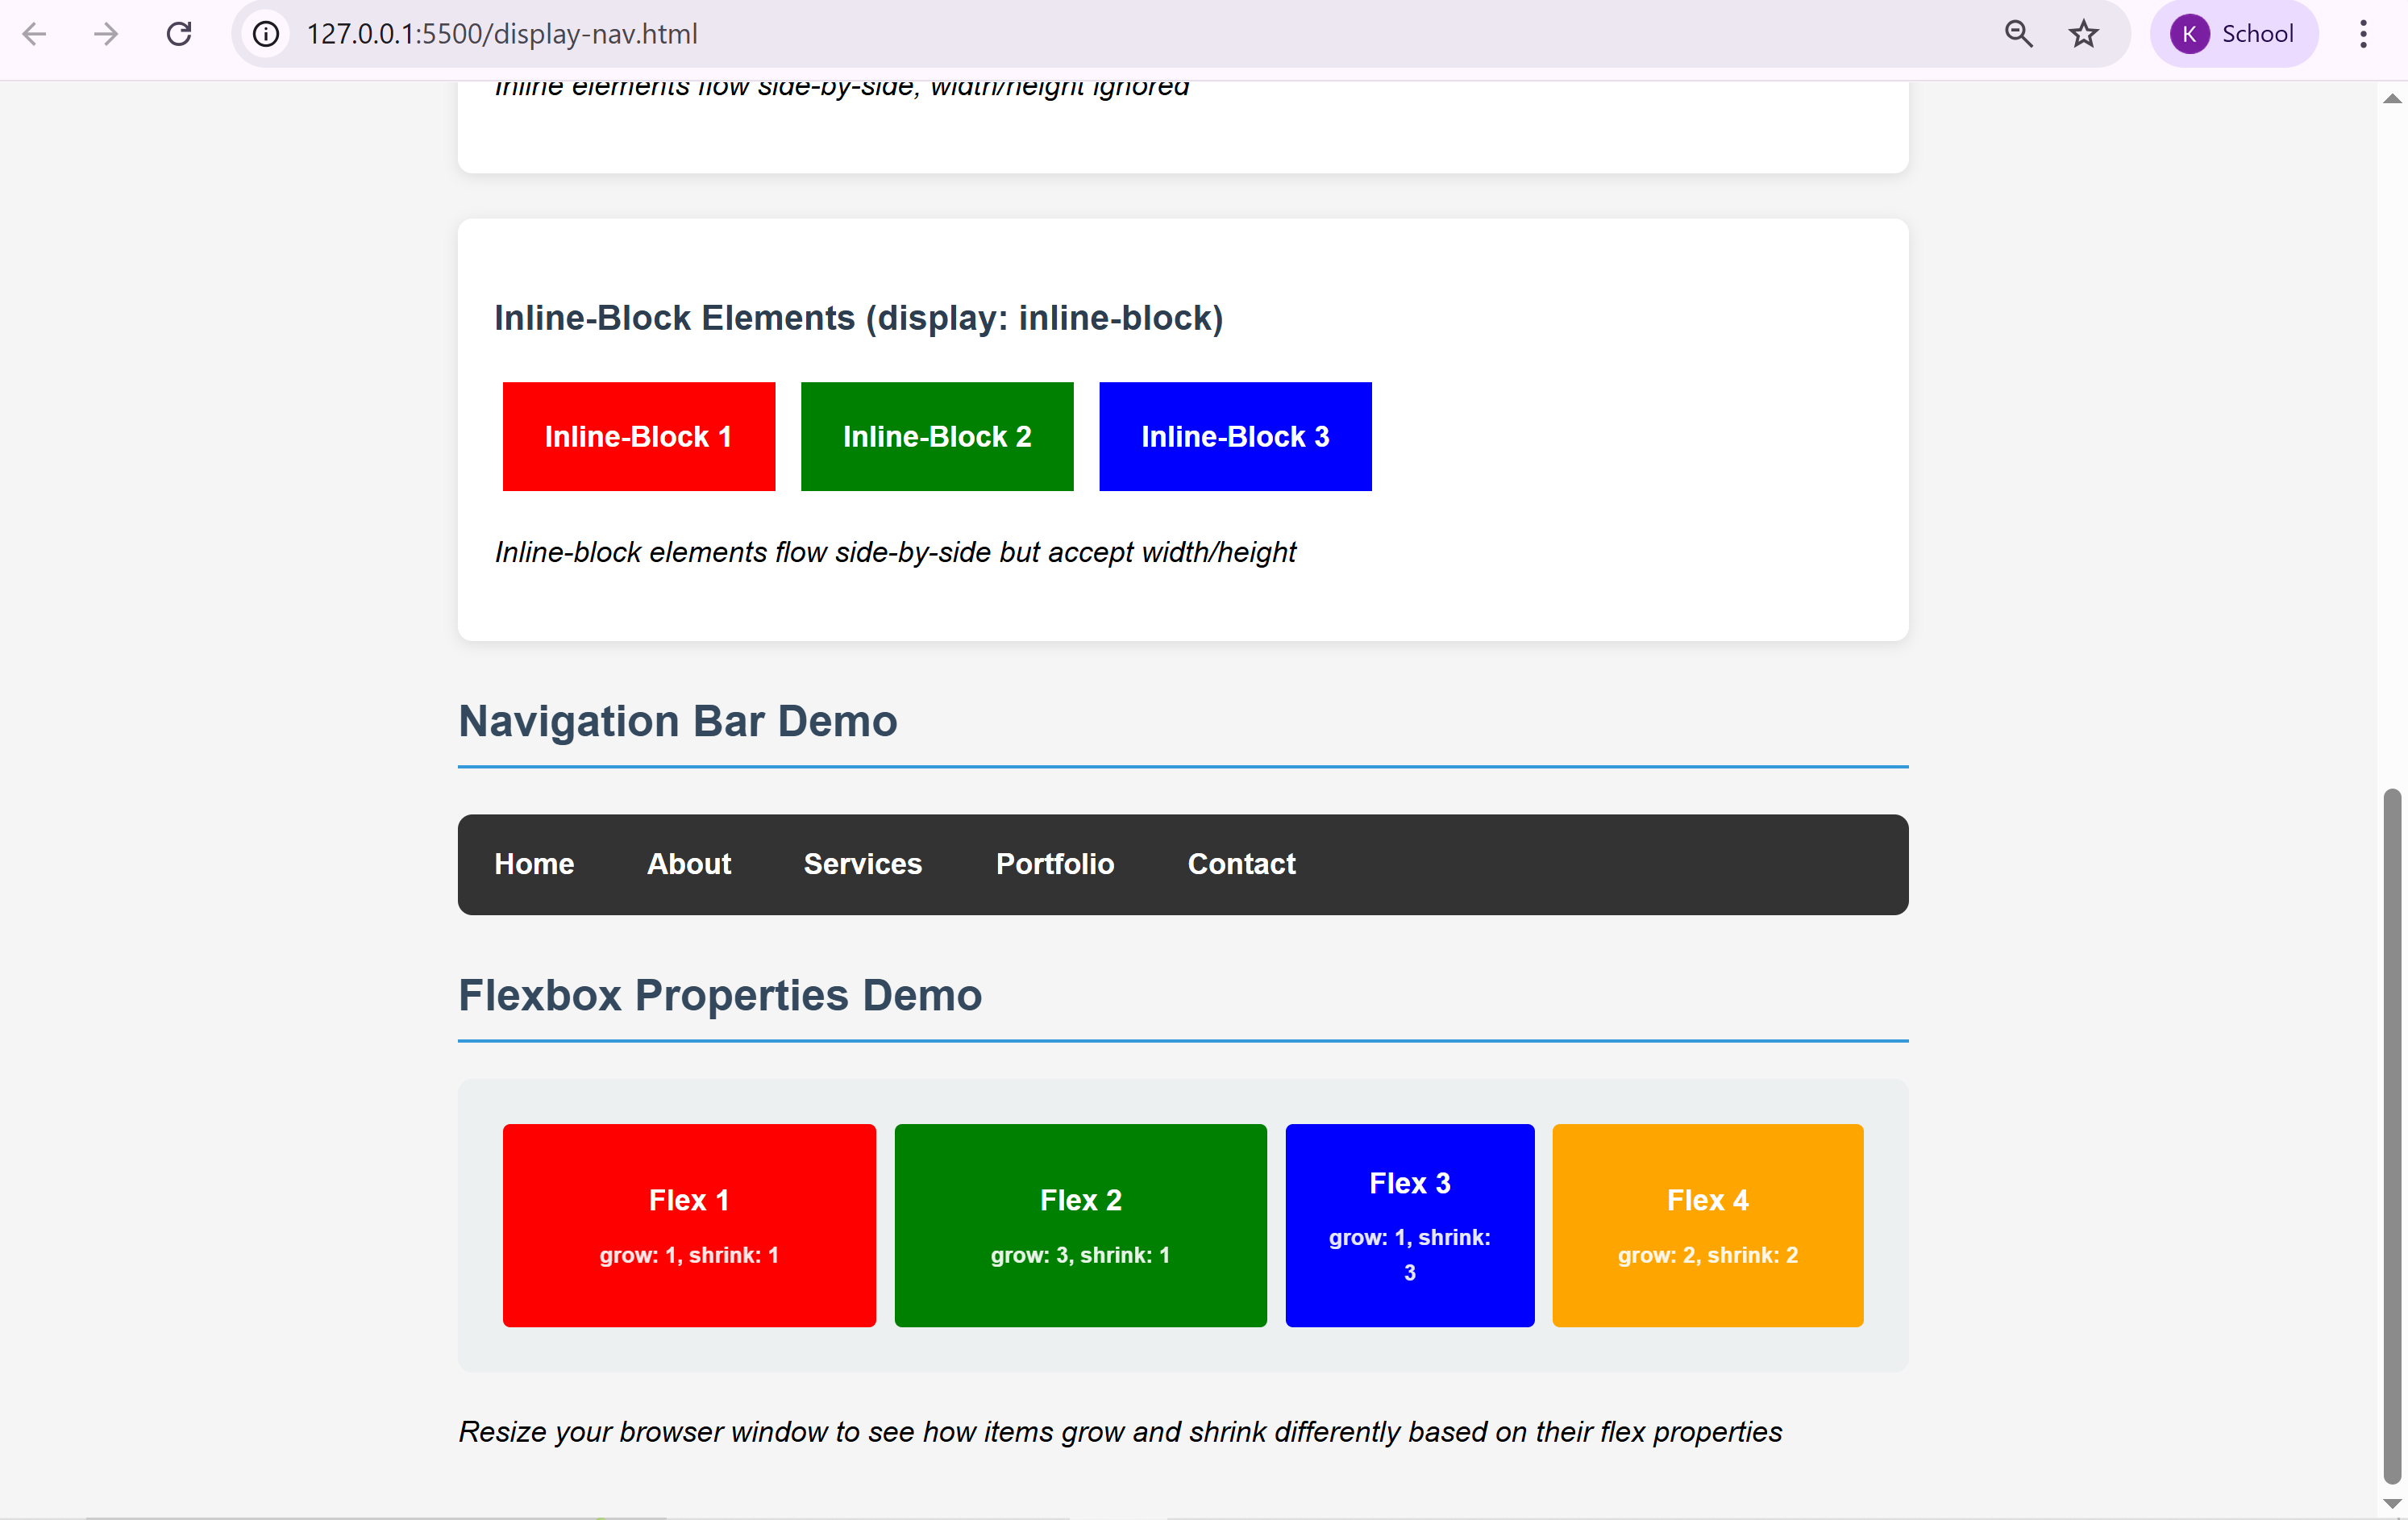 127.0.0.1:5500/display-nav.html
K School
Inline elements flow side-by-side, width/height ignored
Inline-Block Elements (display: inline-block)
Inline-Block 1 Inline-Block 2 Inline-Block 3
Inline-block elements flow side-by-side but accept width/height
Navigation Bar Demo
Home About Services Portfolio Contact
Flexbox Properties Demo
Flex 1
grow: 1, shrink: 1
Flex 2
grow: 3, shrink: 1
Flex 3
grow: 1, shrink:
3
Flex 4
grow: 2, shrink: 2
Resize your browser window to see how items grow and shrink differently based on their flex properties